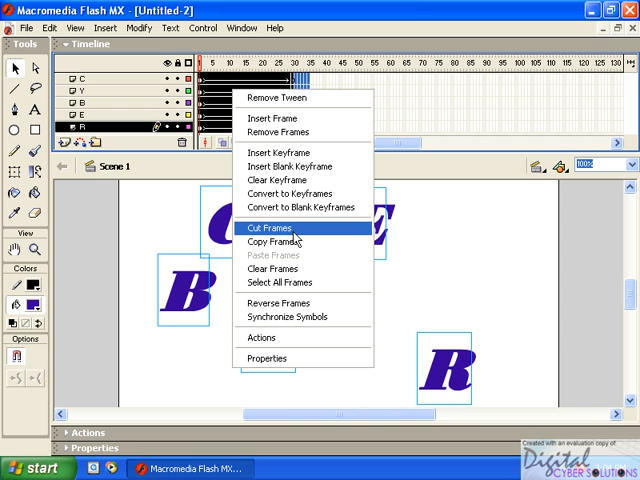 Macromedia Flash MX - [Untitled-2]
File Edit View Insert Modify Text Control Window Help
Tools
Timeline
1 5 10 15 20 25 30 35 40 45 50 55 60 65 70 75 80 85 90 95 100 105 110 115 120 125 130
C
Y
B
E
R
Remove Tween
Insert Frame
Remove Frames
Insert Keyframe
Insert Blank Keyframe
Clear Keyframe
Convert to Keyframes
Convert to Blank Keyframes
Cut Frames
Copy Frames
Paste Frames
Clear Frames
Select All Frames
Reverse Frames
Synchronize Symbols
Actions
Properties
Scene 1
100%
View
Colors
Options
C E
B
R
Actions
Properties
Created with an evaluation copy of
Digital
CYBER SOLUTIONS
start
Macromedia Flash MX...